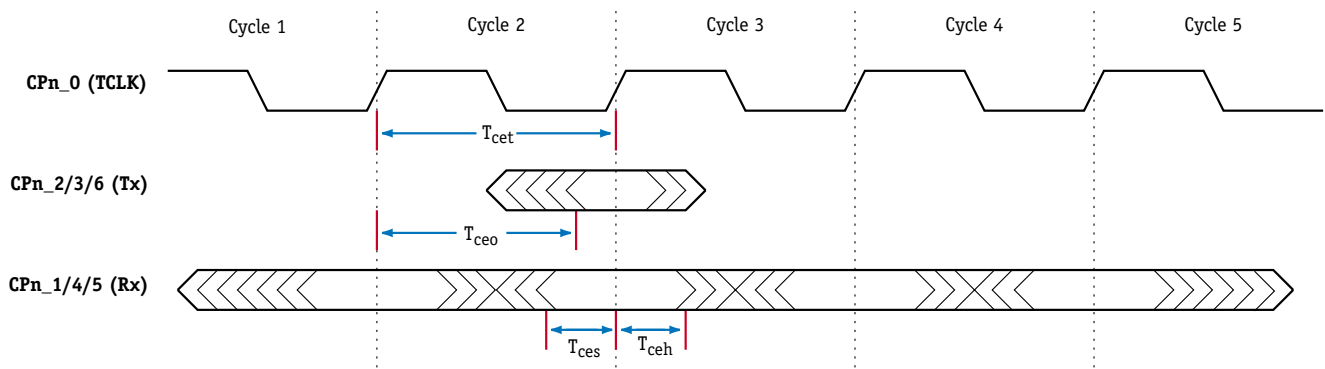 Cycle 1 Cycle 2 Cycle 3 Cycle 4 Cycle 5
CPn_0 (TCLK)
Tcet
CPn_2/3/6 (Tx)
Tceo
CPn_1/4/5 (Rx)
Tces Tceh